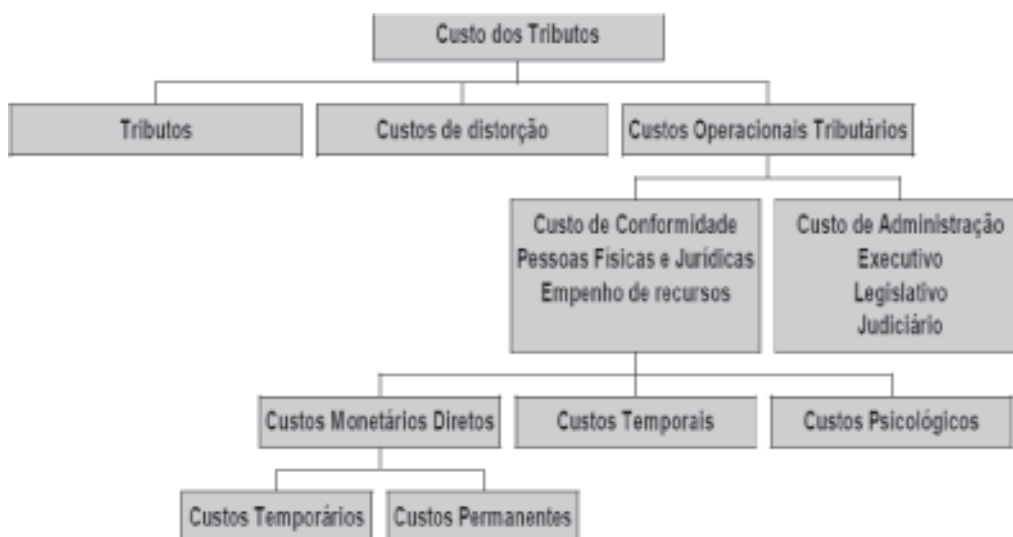 Custo dos Tributos
Tributos
Custos de distorção
Custos Operacionais Tributários
Custo de Conformidade
Pessoas Físicas e Jurídicas
Empenho de recursos
Custo de Administração
Executivo
Legislativo
Judiciário
Custos Monetários Diretos
Custos Temporais
Custos Psicológicos
Custos Temporários
Custos Permanentes